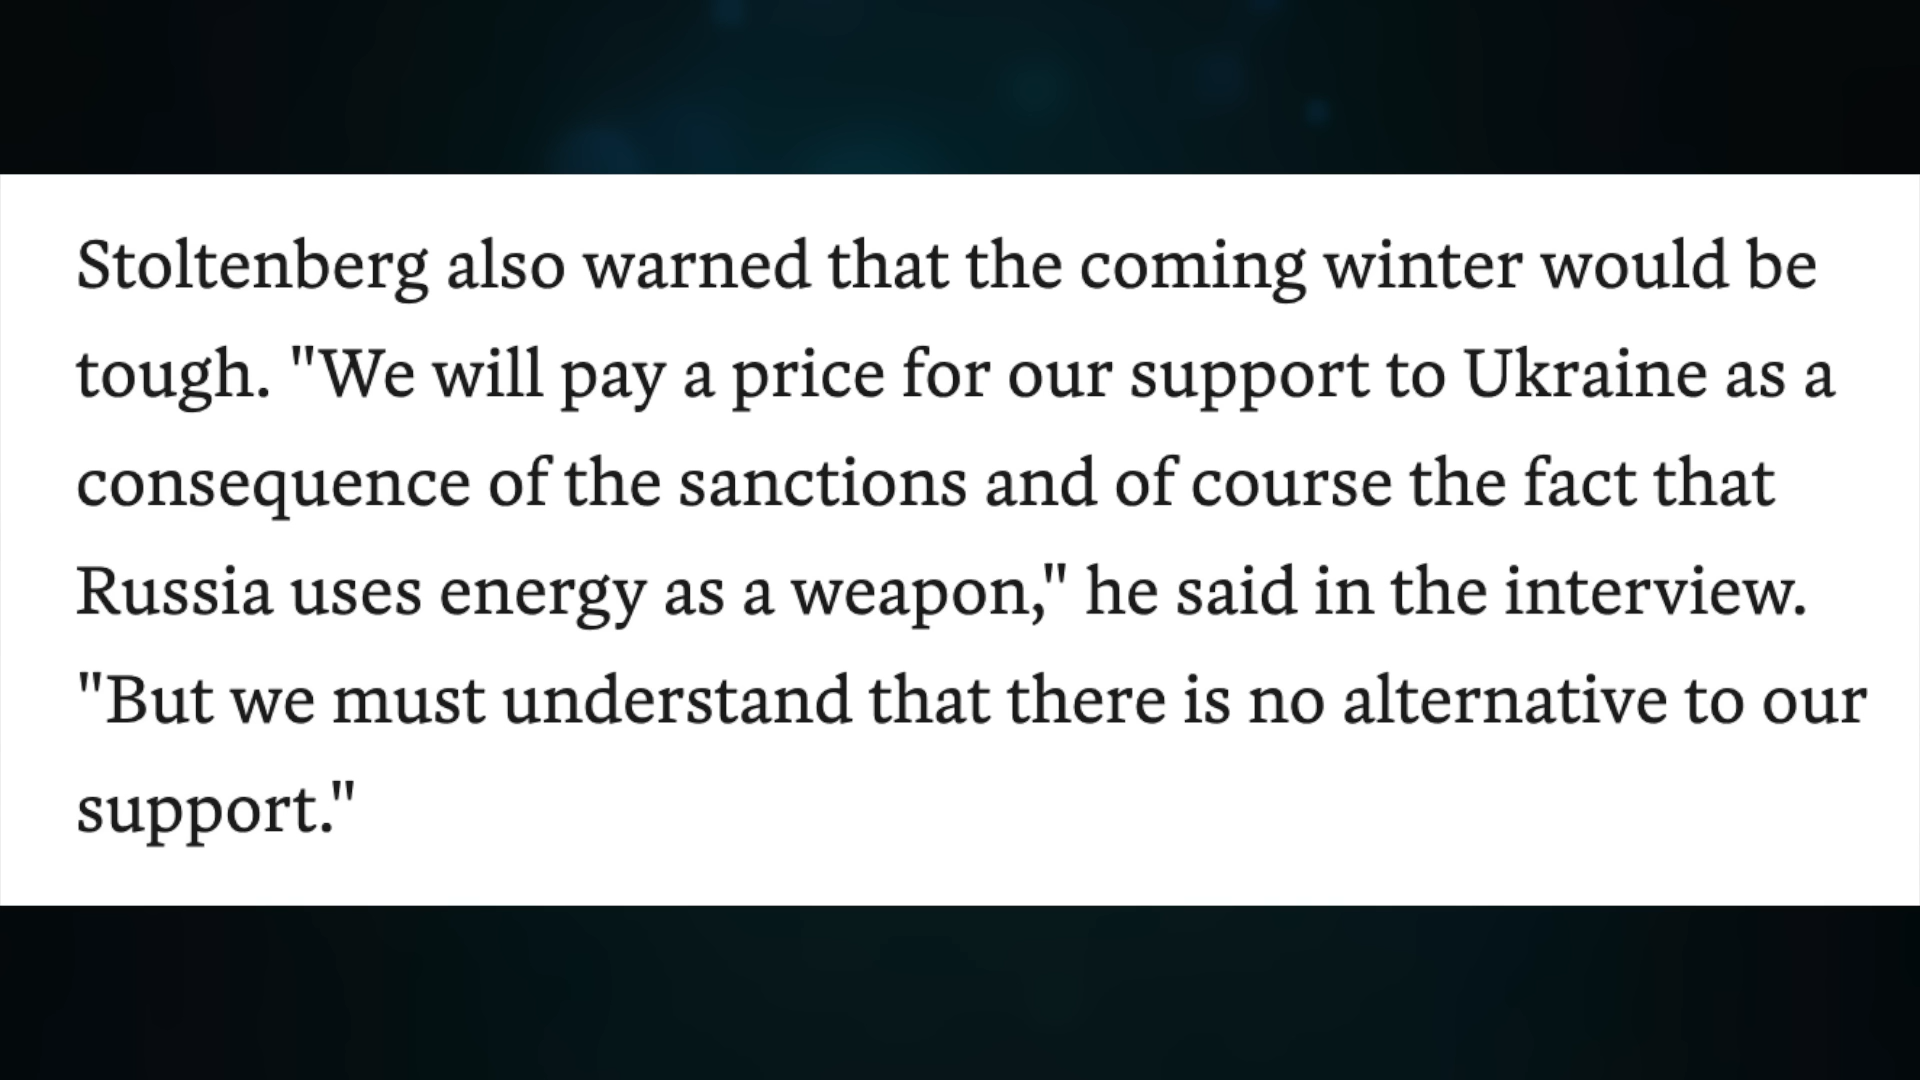 Stoltenberg also warned that the coming winter would be
tough. "We will pay a price for our support to Ukraine as a
consequence of the sanctions and of course the fact that
Russia uses energy as a weapon," he said in the interview.
"But we must understand that there is no alternative to our
support."